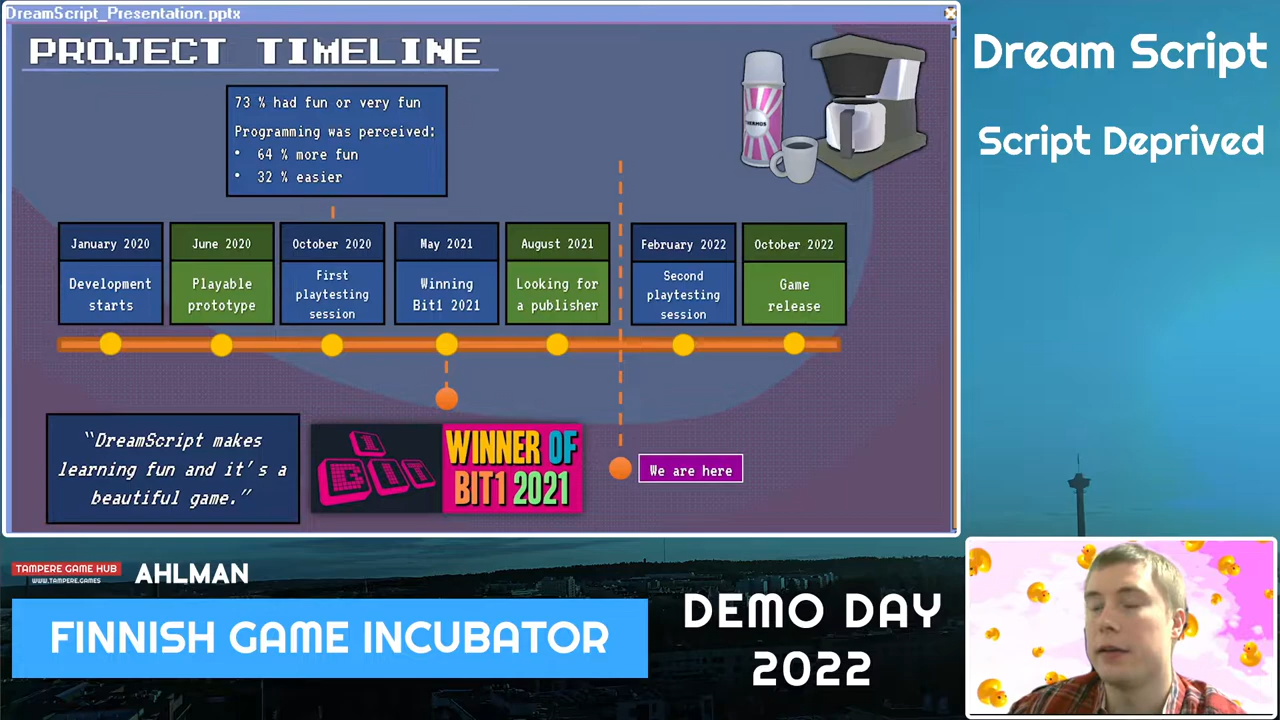 DreamScript_Presentation.pptx
PROJECT TIMELINE
73 % had fun or very fun
Programming was perceived:
• 64 % more fun
• 32 % easier
January 2020
Development
starts
June 2020
Playable
prototype
October 2020
First
playtesting
session
May 2021
Winning
Bit1 2021
August 2021
Looking for
a publisher
February 2022
Second
playtesting
session
October 2022
Game
release
“DreamScript makes
learning fun and it’s a
beautiful game.”
1
BIT
WINNER OF
BIT1 2021
We are here
THERMOS
Dream Script
Script Deprived
TAMPERE GAME HUB
WWW.TAMPERE.GAMES
AHLMAN
FINNISH GAME INCUBATOR
DEMO DAY
2022